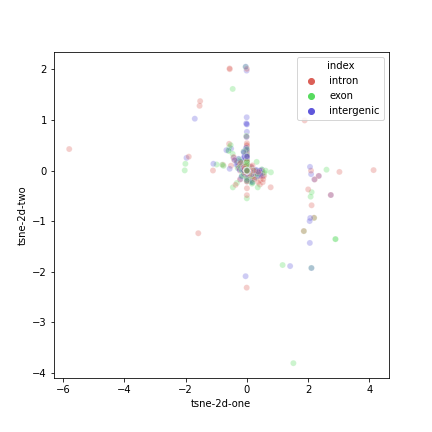 index
intron
exon
intergenic
2
1
0
−1
−2
−3
−4
tsne-2d-two
−6
−4
−2
0
2
4
tsne-2d-one